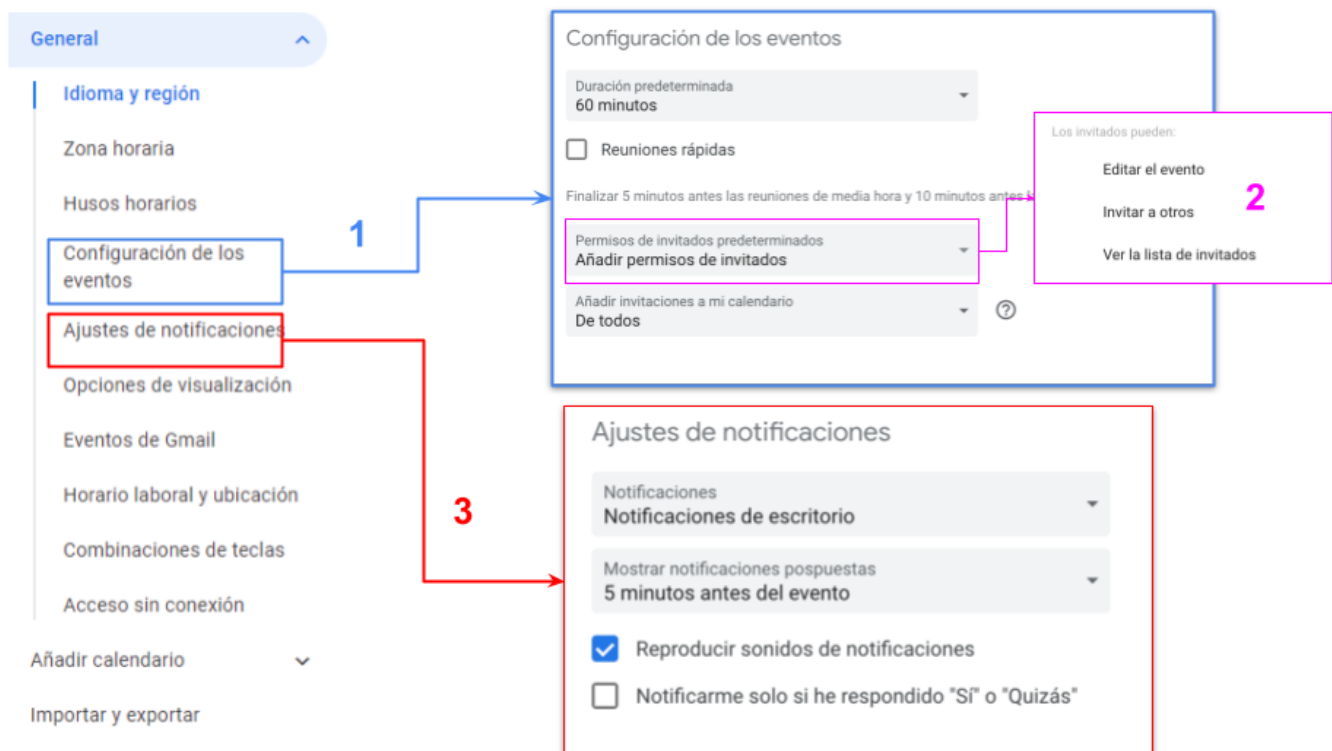 General
Idioma y región
Zona horaria
Husos horarios
Configuración de los
eventos
Ajustes de notificaciones
Opciones de visualización
Eventos de Gmail
Horario laboral y ubicación
Combinaciones de teclas
Acceso sin conexión
Añadir calendario
Importar y exportar
1
Configuración de los eventos
Duración predeterminada
60 minutos
Reuniones rápidas
Finalizar 5 minutos antes las reuniones de media hora y 10 minutos antes
Permisos de invitados predeterminados
Añadir permisos de invitados
Añadir invitaciones a mi calendario
De todos
Los invitados pueden:
Editar el evento
Invitar a otros
Ver la lista de invitados
2
3
Ajustes de notificaciones
Notificaciones
Notificaciones de escritorio
Mostrar notificaciones pospuestas
5 minutos antes del evento
Reproducir sonidos de notificaciones
Notificarme solo si he respondido "Sí" o "Quizás"